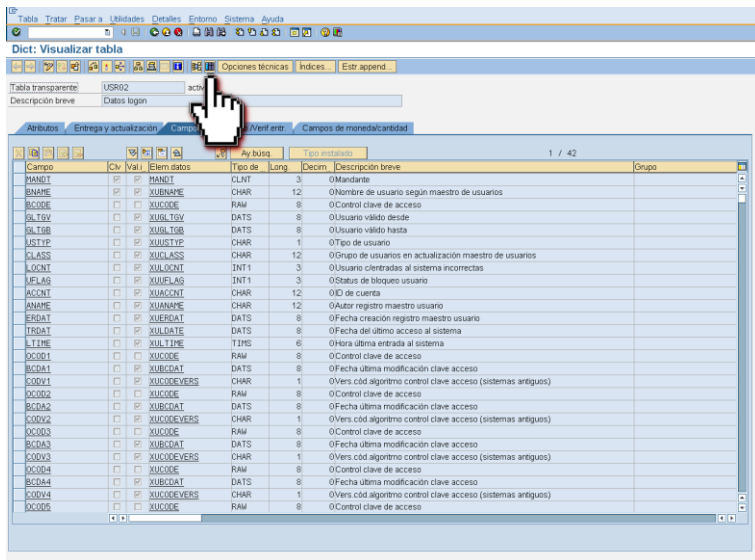 Tabla Tratar Pasar a Utilidades Detalles Entorno Sistema Ayuda
Dict: Visualizar tabla
Opciones técnicas Índices... Estr.append...
Tabla transparente USR02
Descripción breve Datos logon
Atributos Entrega y actualización Campos de moneda/cantidad
Ay.búsq. Tipo instalado 1 / 42
Campo Clv Val.i Elem.datos Tipo de Long. Decim. Descripción breve Grupo
MANDT MANDT CLNT 3 0 Mandante
BNAME XUBNAME CHAR 12 0 Nombre de usuario según maestro de usuarios
BCODE XUCODE RAW 8 0 Control clave de acceso
GLTGV XUGLTGV DATS 8 0 Usuario válido desde
GLTGB XUGLTGB DATS 8 0 Usuario válido hasta
USTYP XUUSTYP CHAR 1 0 Tipo de usuario
CLASS XUCLASS CHAR 12 0 Grupo de usuarios en actualización maestro de usuarios
LOCNT XULOCNT INT1 3 0 Usuario c/entradas al sistema incorrectas
UFLAG XUUFLAG INT1 3 0 Status de bloqueo usuario
ACCNT XUACCNT CHAR 12 0 ID de cuenta
ANAME XUANAME CHAR 12 0 Autor registro maestro usuario
ERDAT XUERDAT DATS 8 0 Fecha creación registro maestro usuario
TRDAT XULDATE DATS 8 0 Fecha del último acceso al sistema
LTIME XULTIME TIMS 6 0 Hora última entrada al sistema
OCOD1 XUCODE RAW 8 0 Control clave de acceso
BCDA1 XUBCDAT DATS 8 0 Fecha última modificación clave acceso
CODV1 XUCODEVERS CHAR 1 0 Vers.cód.algoritmo control clave acceso (sistemas antiguos)
OCOD2 XUCODE RAW 8 0 Control clave de acceso
BCDA2 XUBCDAT DATS 8 0 Fecha última modificación clave acceso
CODV2 XUCODEVERS CHAR 1 0 Vers.cód.algoritmo control clave acceso (sistemas antiguos)
OCOD3 XUCODE RAW 8 0 Control clave de acceso
BCDA3 XUBCDAT DATS 8 0 Fecha última modificación clave acceso
CODV3 XUCODEVERS CHAR 1 0 Vers.cód.algoritmo control clave acceso (sistemas antiguos)
OCOD4 XUCODE RAW 8 0 Control clave de acceso
BCDA4 XUBCDAT DATS 8 0 Fecha última modificación clave acceso
CODV4 XUCODEVERS CHAR 1 0 Vers.cód.algoritmo control clave acceso (sistemas antiguos)
OCOD5 XUCODE RAW 8 0 Control clave de acceso